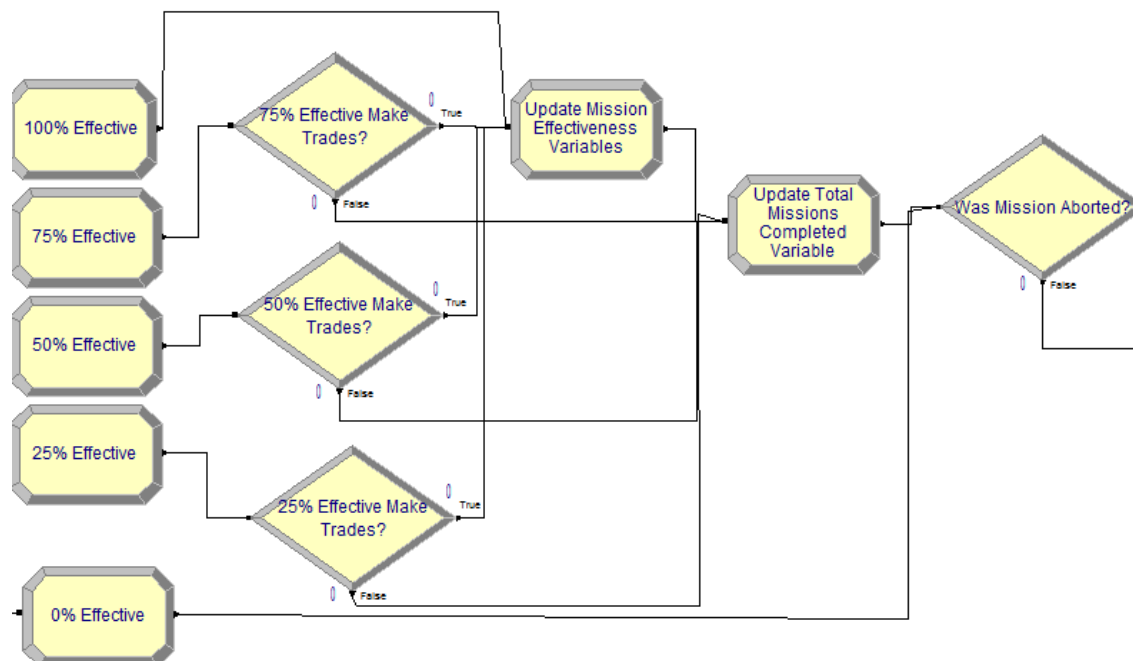 0
True
75% Effective Make
Trades?
Update Mission
Effectiveness
Variables
100% Effective
0
False
Update Total
Missions
Completed
Variable
Was Mission Aborted?
75% Effective
0
True
50% Effective Make
Trades?
0
False
50% Effective
0
False
25% Effective
0
True
25% Effective Make
Trades?
0
False
0% Effective